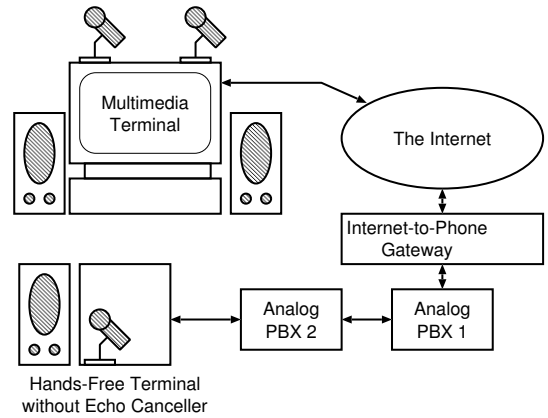 Multimedia
Terminal
The Internet
Internet-to-Phone
Gateway
Analog
PBX 2
Analog
PBX 1
Hands-Free Terminal
without Echo Canceller